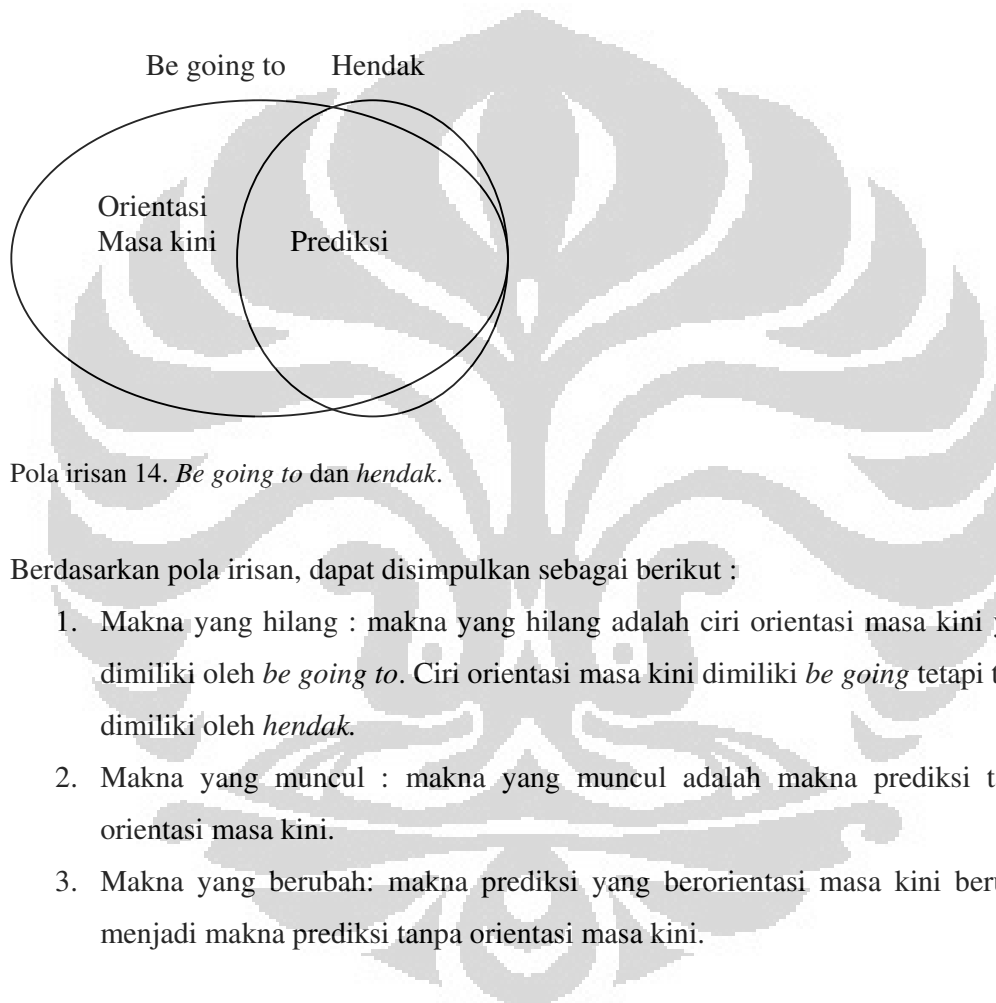 Be going to Hendak
Orientasi
Masa kini Prediksi
Pola irisan 14. Be going to dan hendak.
Berdasarkan pola irisan, dapat disimpulkan sebagai berikut :
1. Makna yang hilang : makna yang hilang adalah ciri orientasi masa kini
dimiliki oleh be going to. Ciri orientasi masa kini dimiliki be going tetapi
dimiliki oleh hendak.
2. Makna yang muncul : makna yang muncul adalah makna prediksi
orientasi masa kini.
3. Makna yang berubah: makna prediksi yang berorientasi masa kini
menjadi makna prediksi tanpa orientasi masa kini.